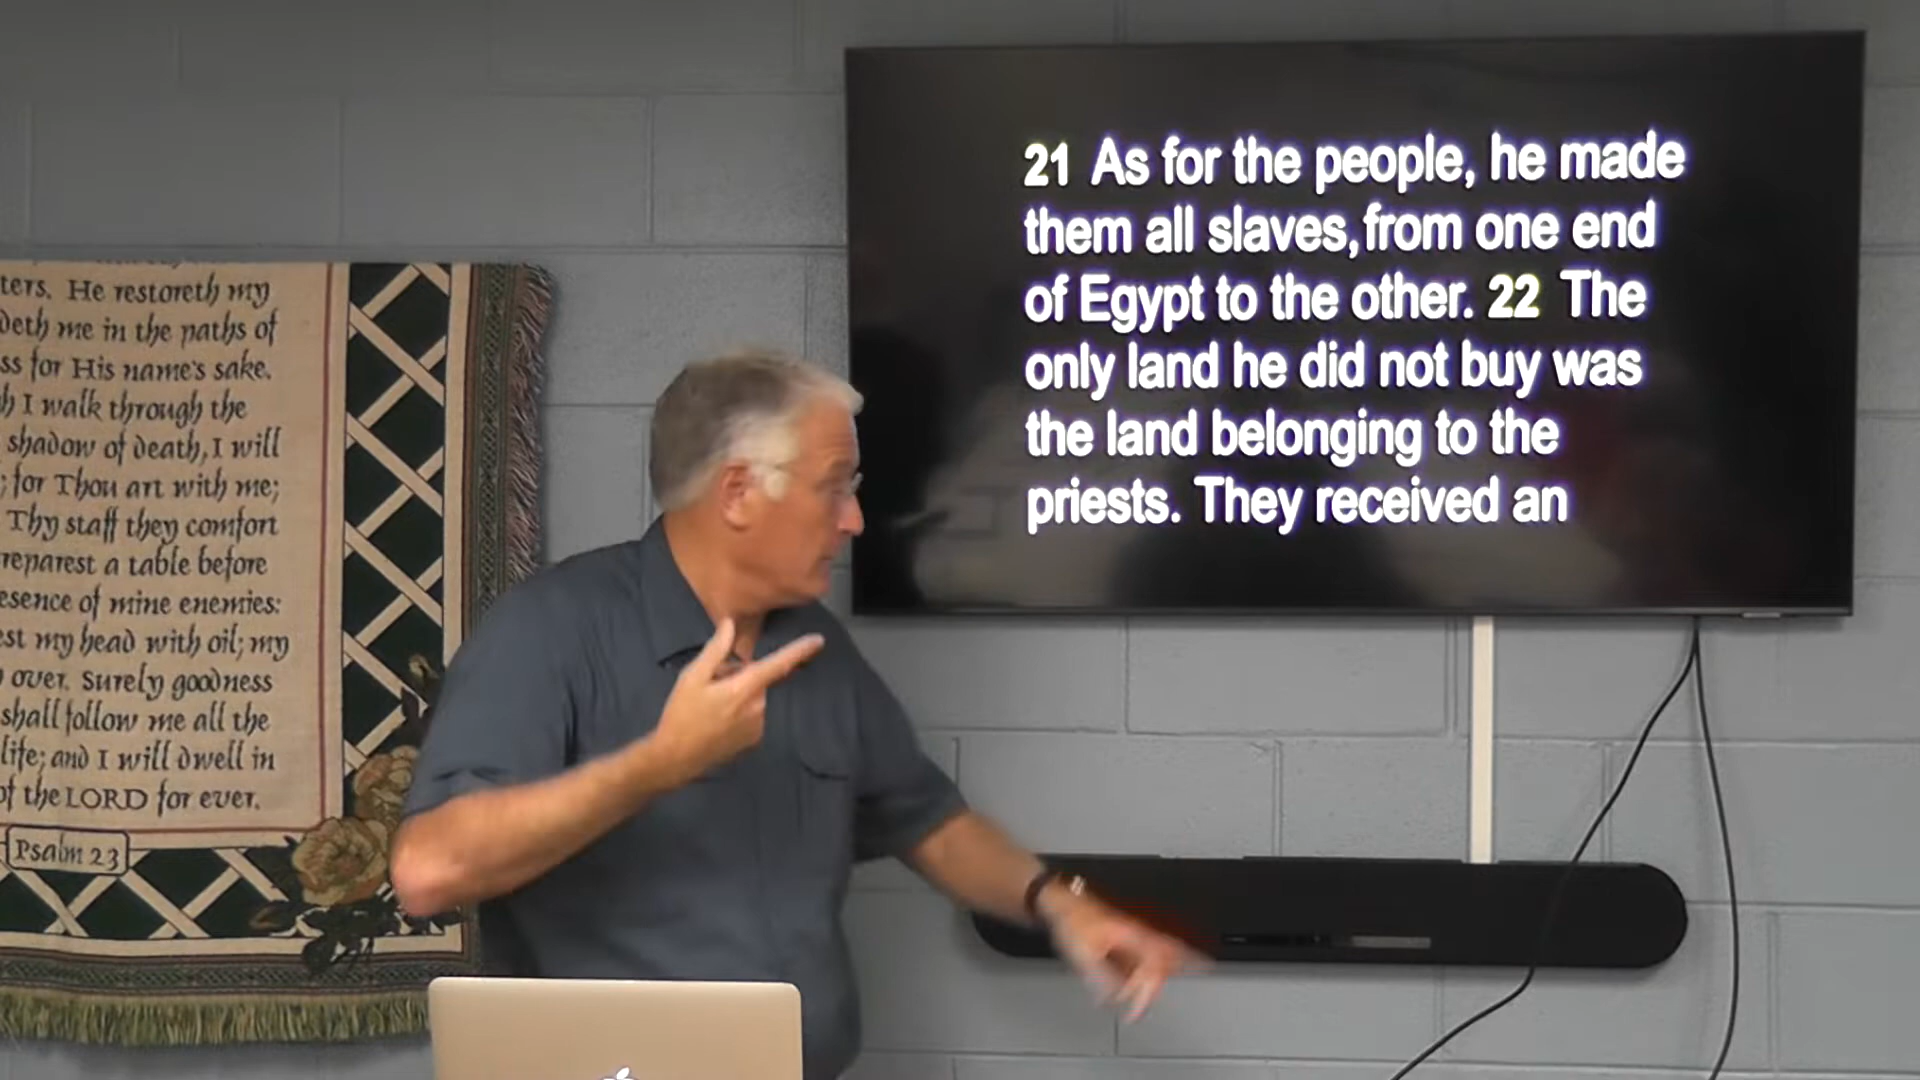 ters. He restoreth my
deth me in the paths of
ss for His name's sake.
h I walk through the
shadow of death, I will
; for Thou art with me;
Thy staff they comfort
reparest a table before
esence of mine enemies:
est my head with oil; my
over. Surely goodness
shall follow me all the
life; and I will dwell in
of the LORD for ever.
Psalm 23
21 As for the people, he made
them all slaves, from one end
of Egypt to the other. 22 The
only land he did not buy was
the land belonging to the
priests. They received an